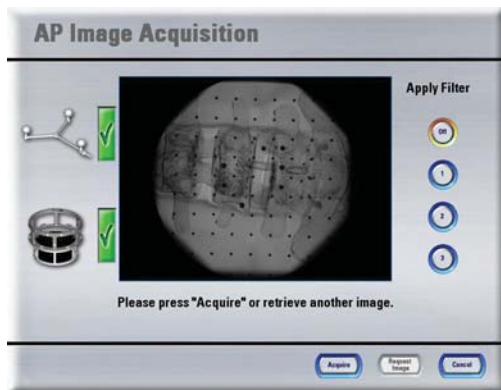 AP Image Acquisition
Apply Filter
Off
1
2
3
Please press "Acquire" or retrieve another image.
Acquire
Request
Image
Cancel